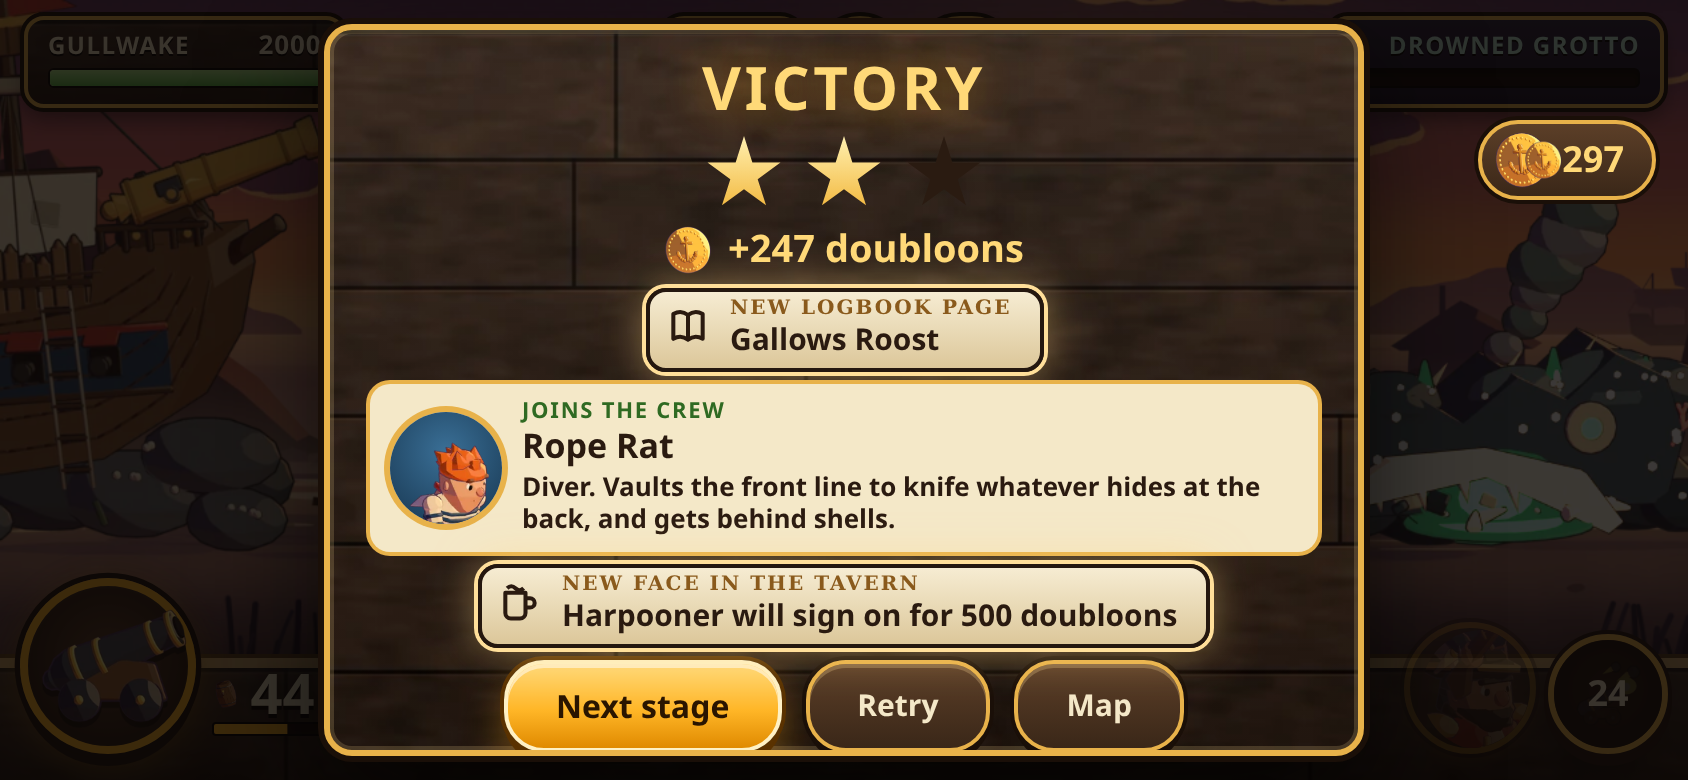 GULLWAKE 2000
DROWNED GROTTO
VICTORY
297
+247 doubloons
NEW LOGBOOK PAGE
Gallows Roost
JOINS THE CREW
Rope Rat
Diver. Vaults the front line to knife whatever hides at the
back, and gets behind shells.
NEW FACE IN THE TAVERN
Harpooner will sign on for 500 doubloons
44
Next stage
Retry
Map
24